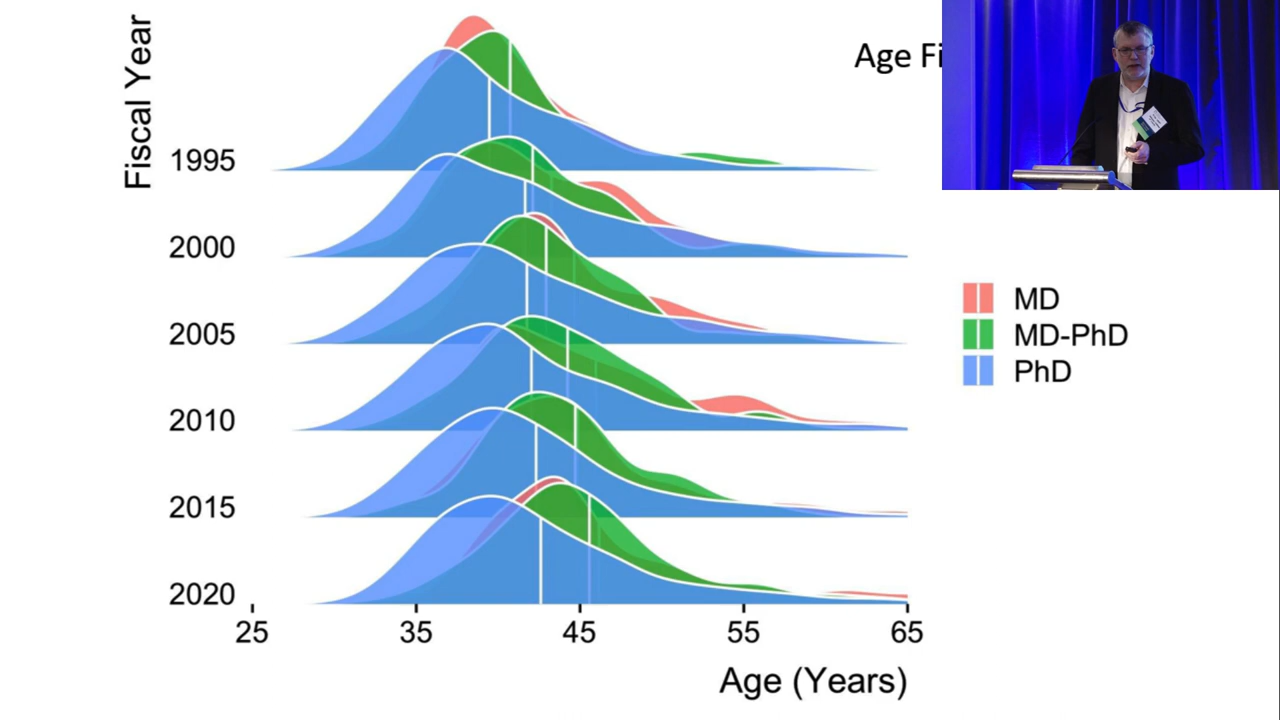 Fiscal Year
Age Fi
1995
2000
2005
2010
2015
2020
MD
MD-PhD
PhD
25 35 45 55 65
Age (Years)